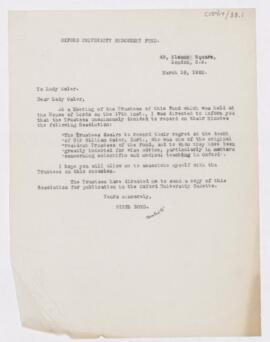 OXFORD UNIVERSITY ENDOWMENT FUND.
Square,
London,
March 1920.
To Lady Osler.
Dear Lady Osler,
At a Meeting of the Trustees of this Fund which was held at
the House of Lords on the 17th inst., I was directed to inform you
that the Trustees unanimously decided to record on their Minutes
the following Resolution:
"The Trustees desire to record their regret at the death
of Sir William Osler, Bart., who was one of the original
Resident Trustees of the Fund, and to whom they have been
greatly indebted for wise advice, particularly in matters
concerning scientific and medical teaching in Oxford".
I hope you will allow me to associate myself with the
Trustees on this occasion.
The Trustees have directed me to send a copy of this
Resolution for publication in the Oxford University Gazette.
Yours sincerely,